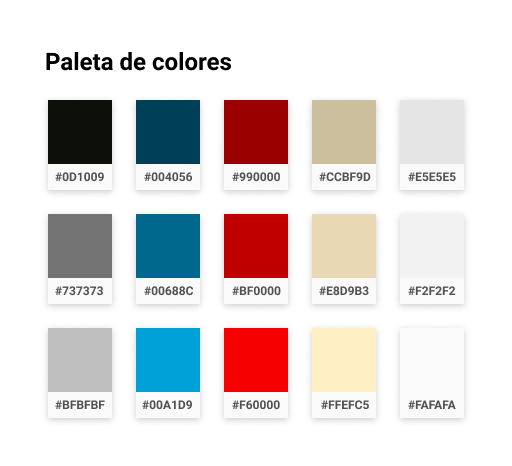 Paleta de colores
#0D1009 #004056 #990000 #CCBF9D #E5E5E5
#737373 #00688C #BF0000 #E8D9B3 #F2F2F2
#BFBFBF #00A1D9 #F60000 #FFEFC5 #FAFAFA